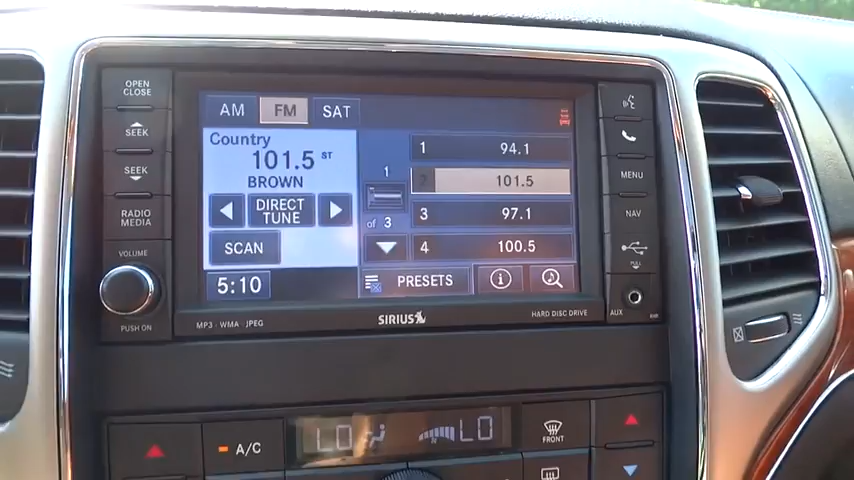 OPEN
CLOSE
SEEK
SEEK
RADIO
MEDIA
VOLUME
PUSH ON
AM FM SAT
Country
101.5 ST
BROWN
DIRECT
TUNE
SCAN
5:10
1
of 3
1 94.1
2 101.5
3 97.1
4 100.5
PRESETS
i
MENU
NAV
PULL
AUX
MP3 · WMA JPEG
SIRIUS
HARD DISC DRIVE
A/C
LO
LO
FRONT